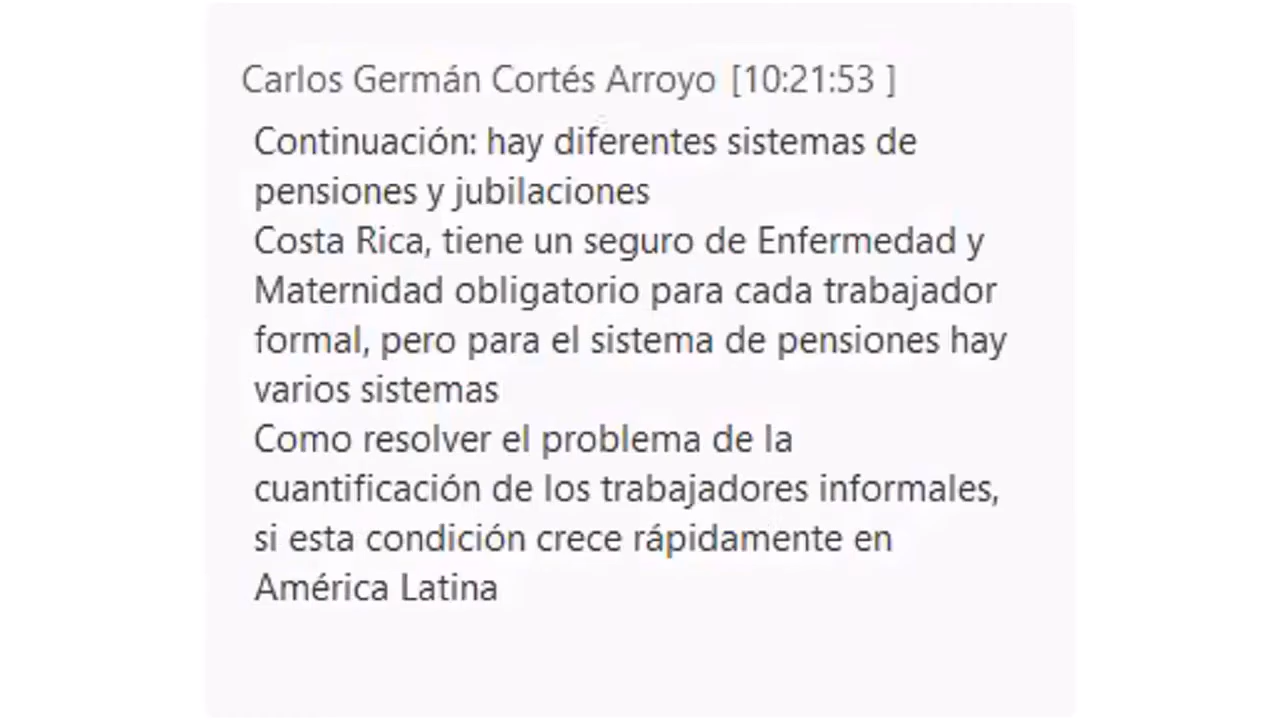 Carlos Germán Cortés Arroyo [10:21:53 ]
Continuación: hay diferentes sistemas de
pensiones y jubilaciones
Costa Rica, tiene un seguro de Enfermedad y
Maternidad obligatorio para cada trabajador
formal, pero para el sistema de pensiones hay
varios sistemas
Como resolver el problema de la
cuantificación de los trabajadores informales,
si esta condición crece rápidamente en
América Latina